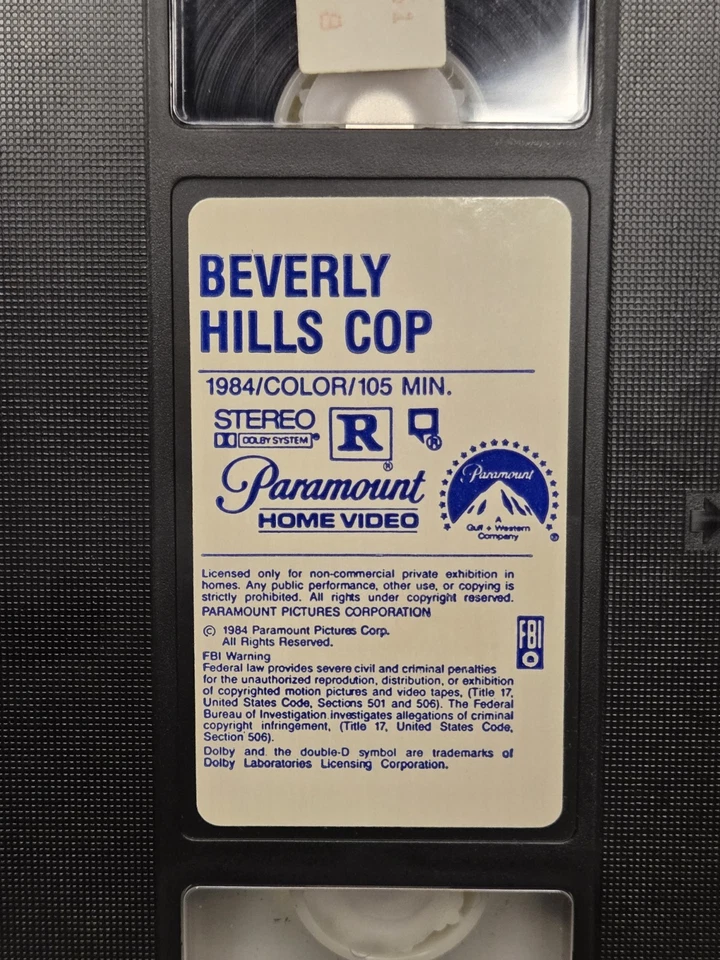 51
8
BEVERLY
HILLS COP
1984/COLOR/105 MIN.
STEREO
DOLBY SYSTEM®
R
®
®
Paramount
HOME VIDEO
Paramount
A
Gulf + Western
Company
®
Licensed only for non-commercial private exhibition in
homes. Any public performance, other use, or copying is
strictly prohibited. All rights under copyright reserved.
PARAMOUNT PICTURES CORPORATION
© 1984 Paramount Pictures Corp.
All Rights Reserved.
FBI
FBI Warning
Federal law provides severe civil and criminal penalties
for the unauthorized reprodution, distribution, or exhibition
of copyrighted motion pictures and video tapes, (Title 17,
United States Code, Sections 501 and 506). The Federal
Bureau of Investigation investigates allegations of criminal
copyright infringement, (Title 17, United States Code,
Section 506).
Dolby and the double-D symbol are trademarks of
Dolby Laboratories Licensing Corporation.